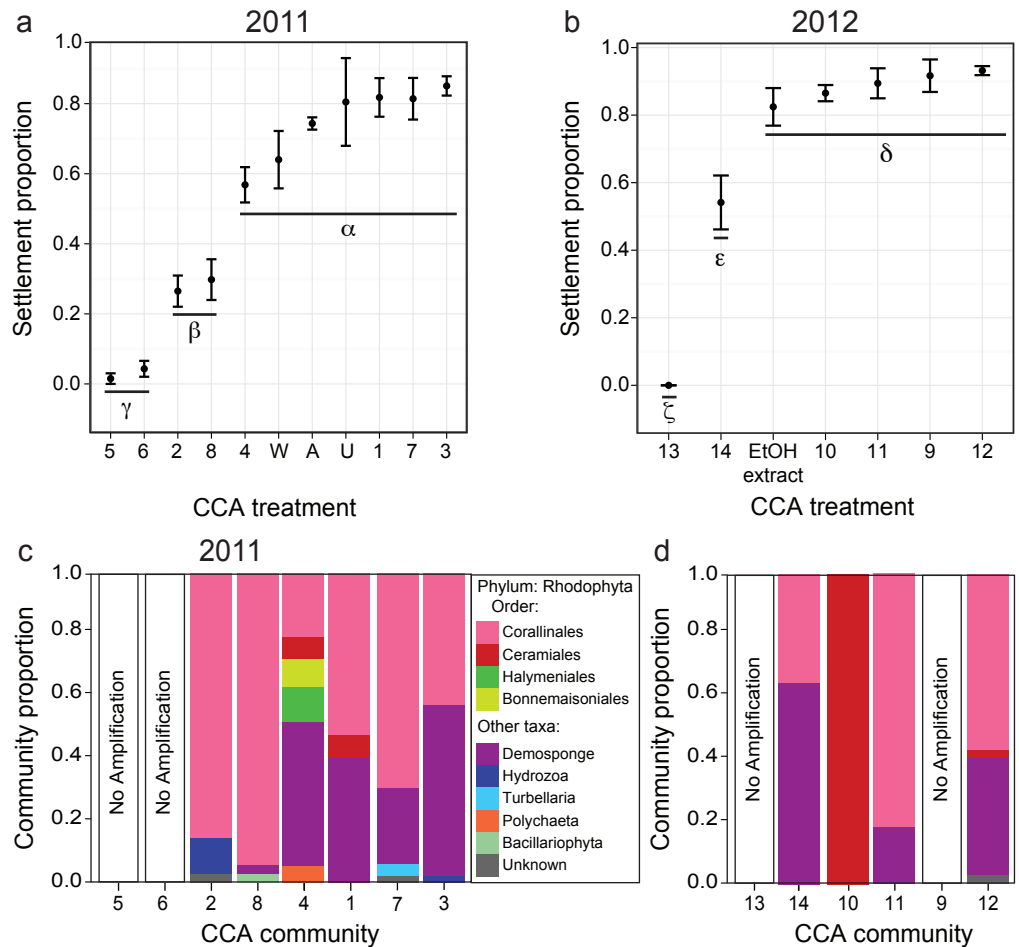 a
2011
Settlement proportion
1.0
0.8
0.6
0.4
0.2
0.0
γ
β
α
5 6 2 8 4 W A U 1 7 3
CCA treatment
b
2012
Settlement proportion
1.0
0.8
0.6
0.4
0.2
0.0
ζ
ε
δ
13 14 EtOH 10 11 9 12
extract
CCA treatment
c
2011
Community proportion
1.0
0.8
0.6
0.4
0.2
0.0
No Amplification
No Amplification
5 6 2 8 4 1 7 3
CCA community
Phylum: Rhodophyta
Order:
Corallinales
Ceramiales
Halymeniales
Bonnemaisoniales
Other taxa:
Demosponge
Hydrozoa
Turbellaria
Polychaeta
Bacillariophyta
Unknown
d
Community proportion
1.0
0.8
0.6
0.4
0.2
0.0
No Amplification
No Amplification
13 14 10 11 9 12
CCA community